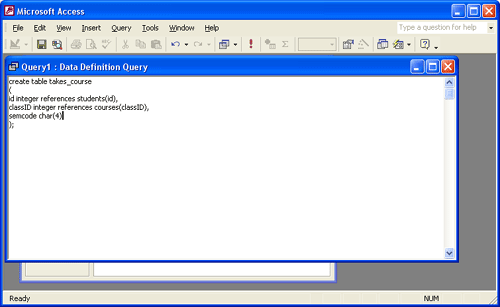 Microsoft Access
File Edit View Insert Query Tools Window Help
Type a question for help
Query1 : Data Definition Query
create table takes_course
(
id integer references students(id),
classID integer references courses(classID),
semcode char(4)
);
Ready
NUM